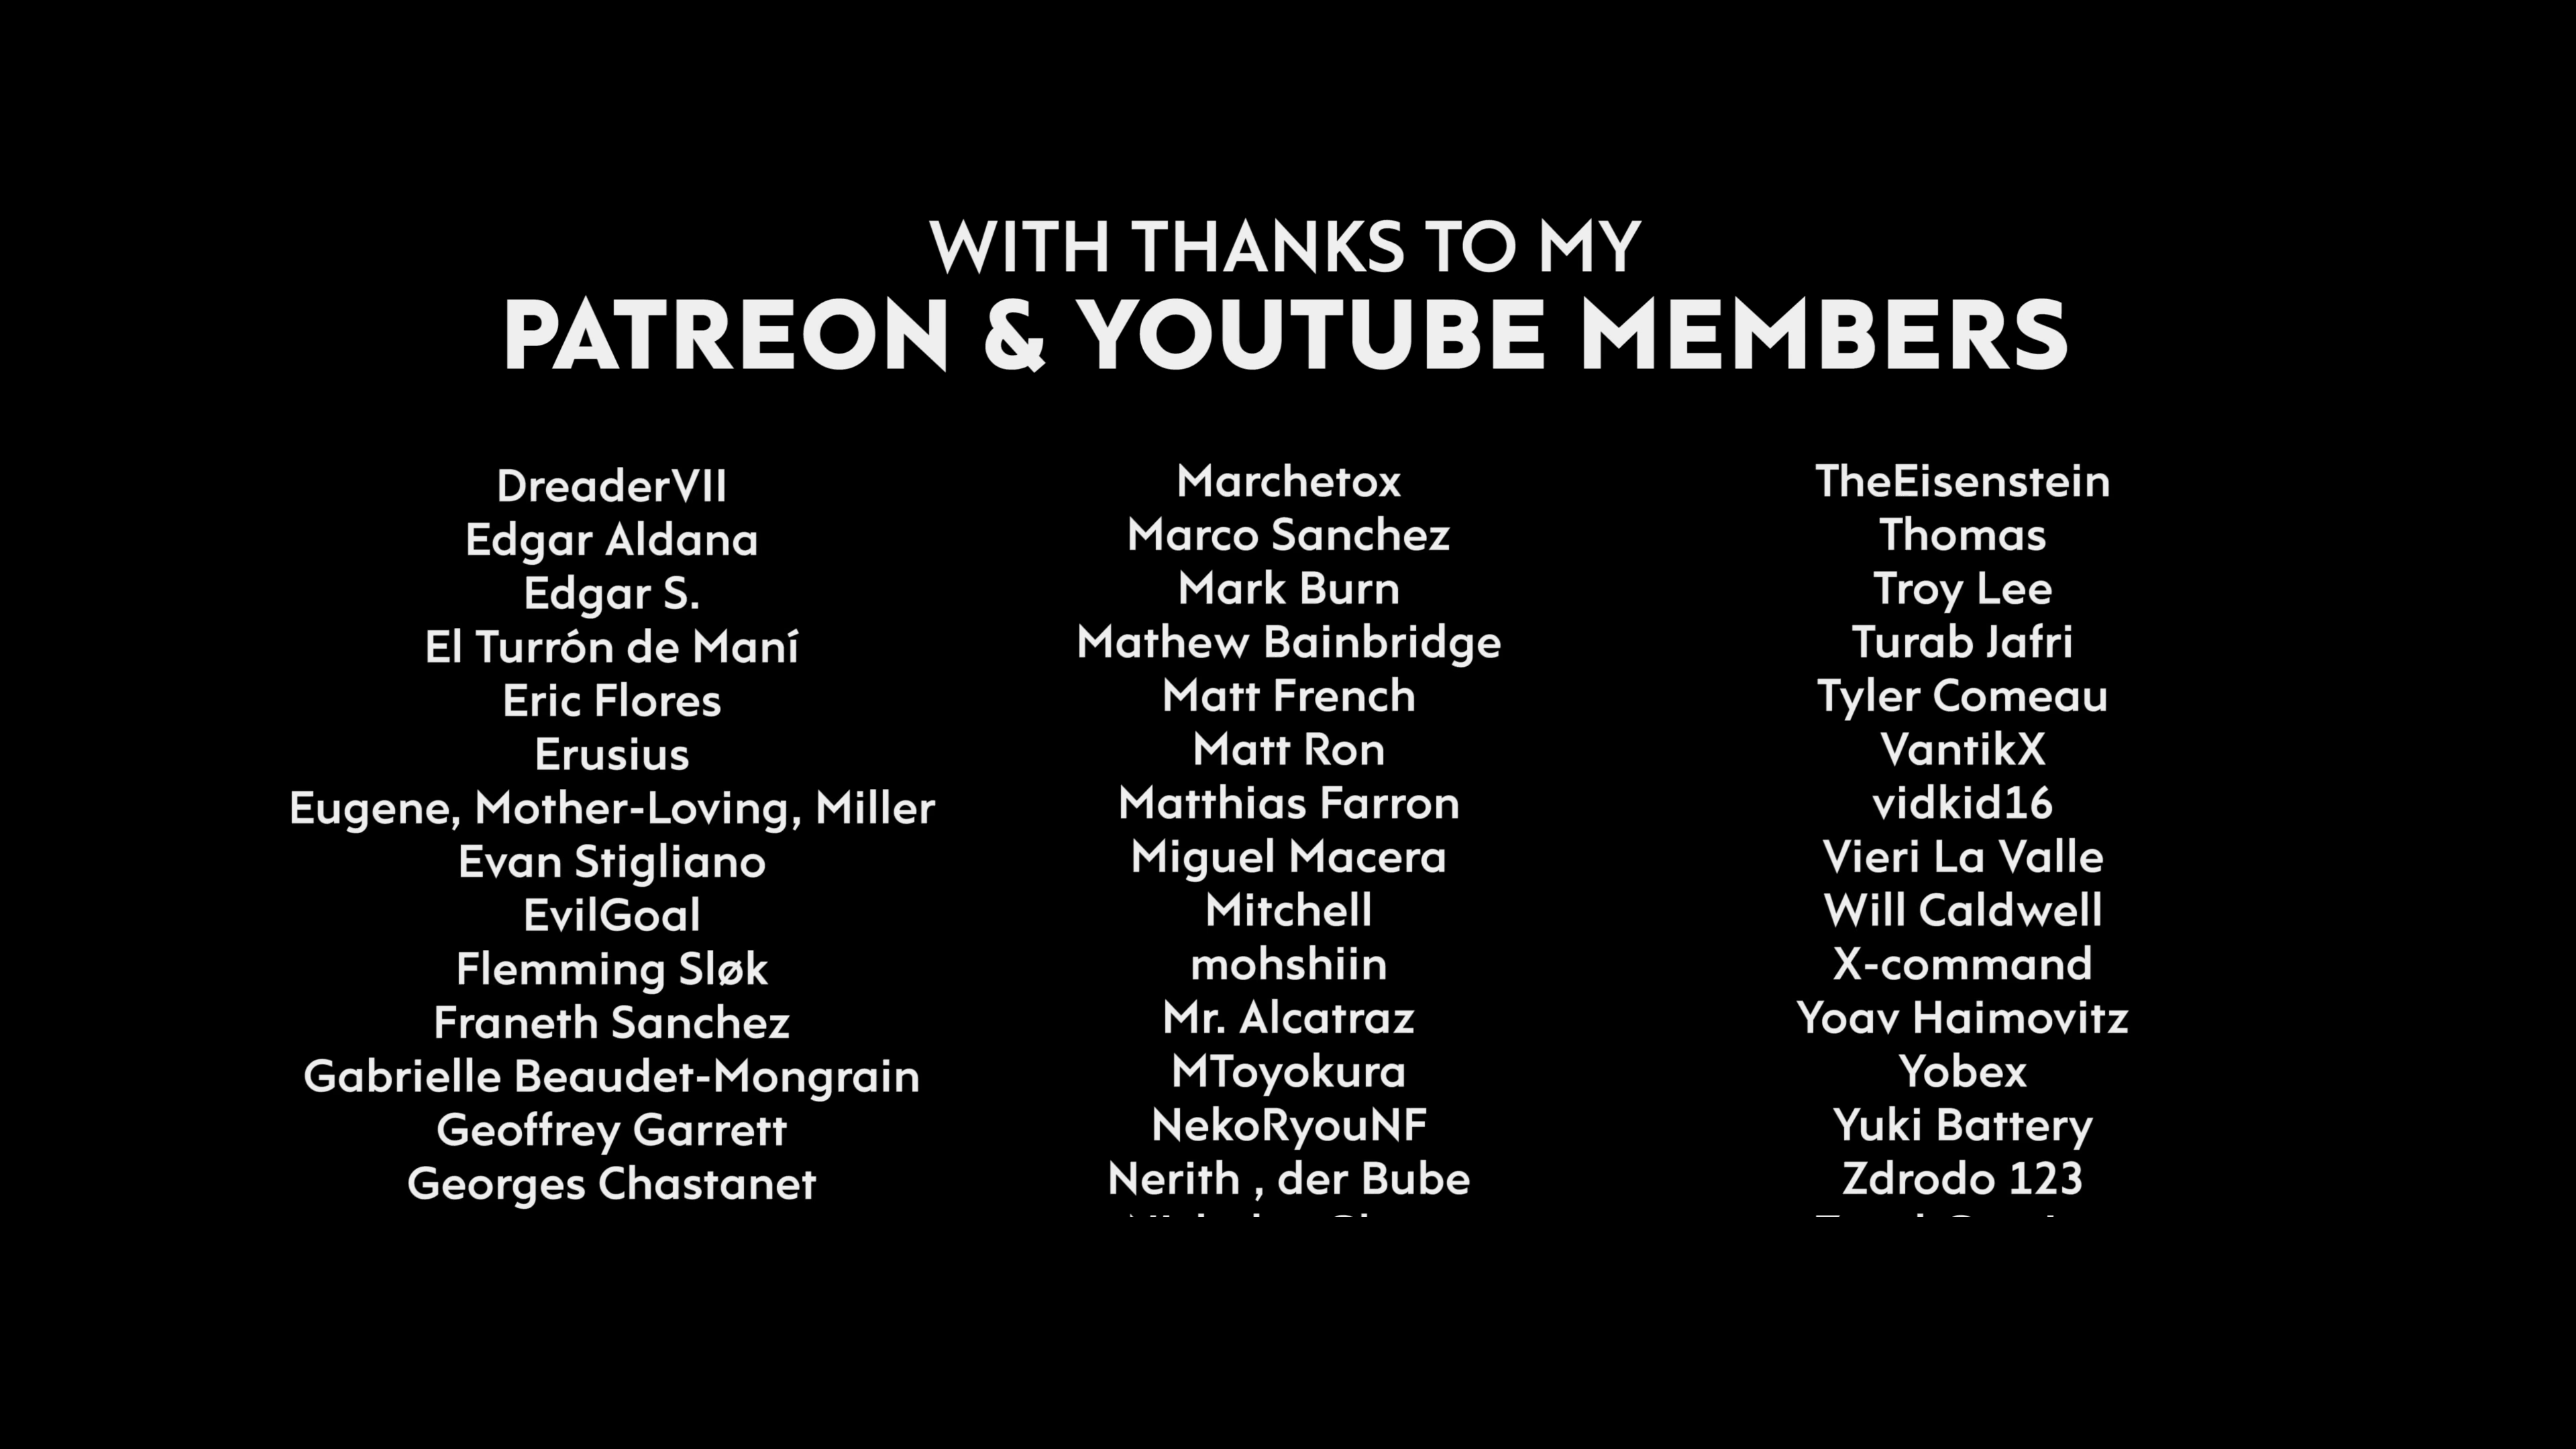 WITH THANKS TO MY
PATREON & YOUTUBE MEMBERS
DreaderVII
Edgar Aldana
Edgar S.
El Turrón de Maní
Eric Flores
Erusius
Eugene, Mother-Loving, Miller
Evan Stigliano
EvilGoal
Flemming Sløk
Franeth Sanchez
Gabrielle Beaudet-Mongrain
Geoffrey Garrett
Georges Chastanet
Marchetox
Marco Sanchez
Mark Burn
Mathew Bainbridge
Matt French
Matt Ron
Matthias Farron
Miguel Macera
Mitchell
mohshiin
Mr. Alcatraz
MToyokura
NekoRyouNF
Nerith , der Bube
TheEisenstein
Thomas
Troy Lee
Turab Jafri
Tyler Comeau
VantikX
vidkid16
Vieri La Valle
Will Caldwell
X-command
Yoav Haimovitz
Yobex
Yuki Battery
Zdrodo 123